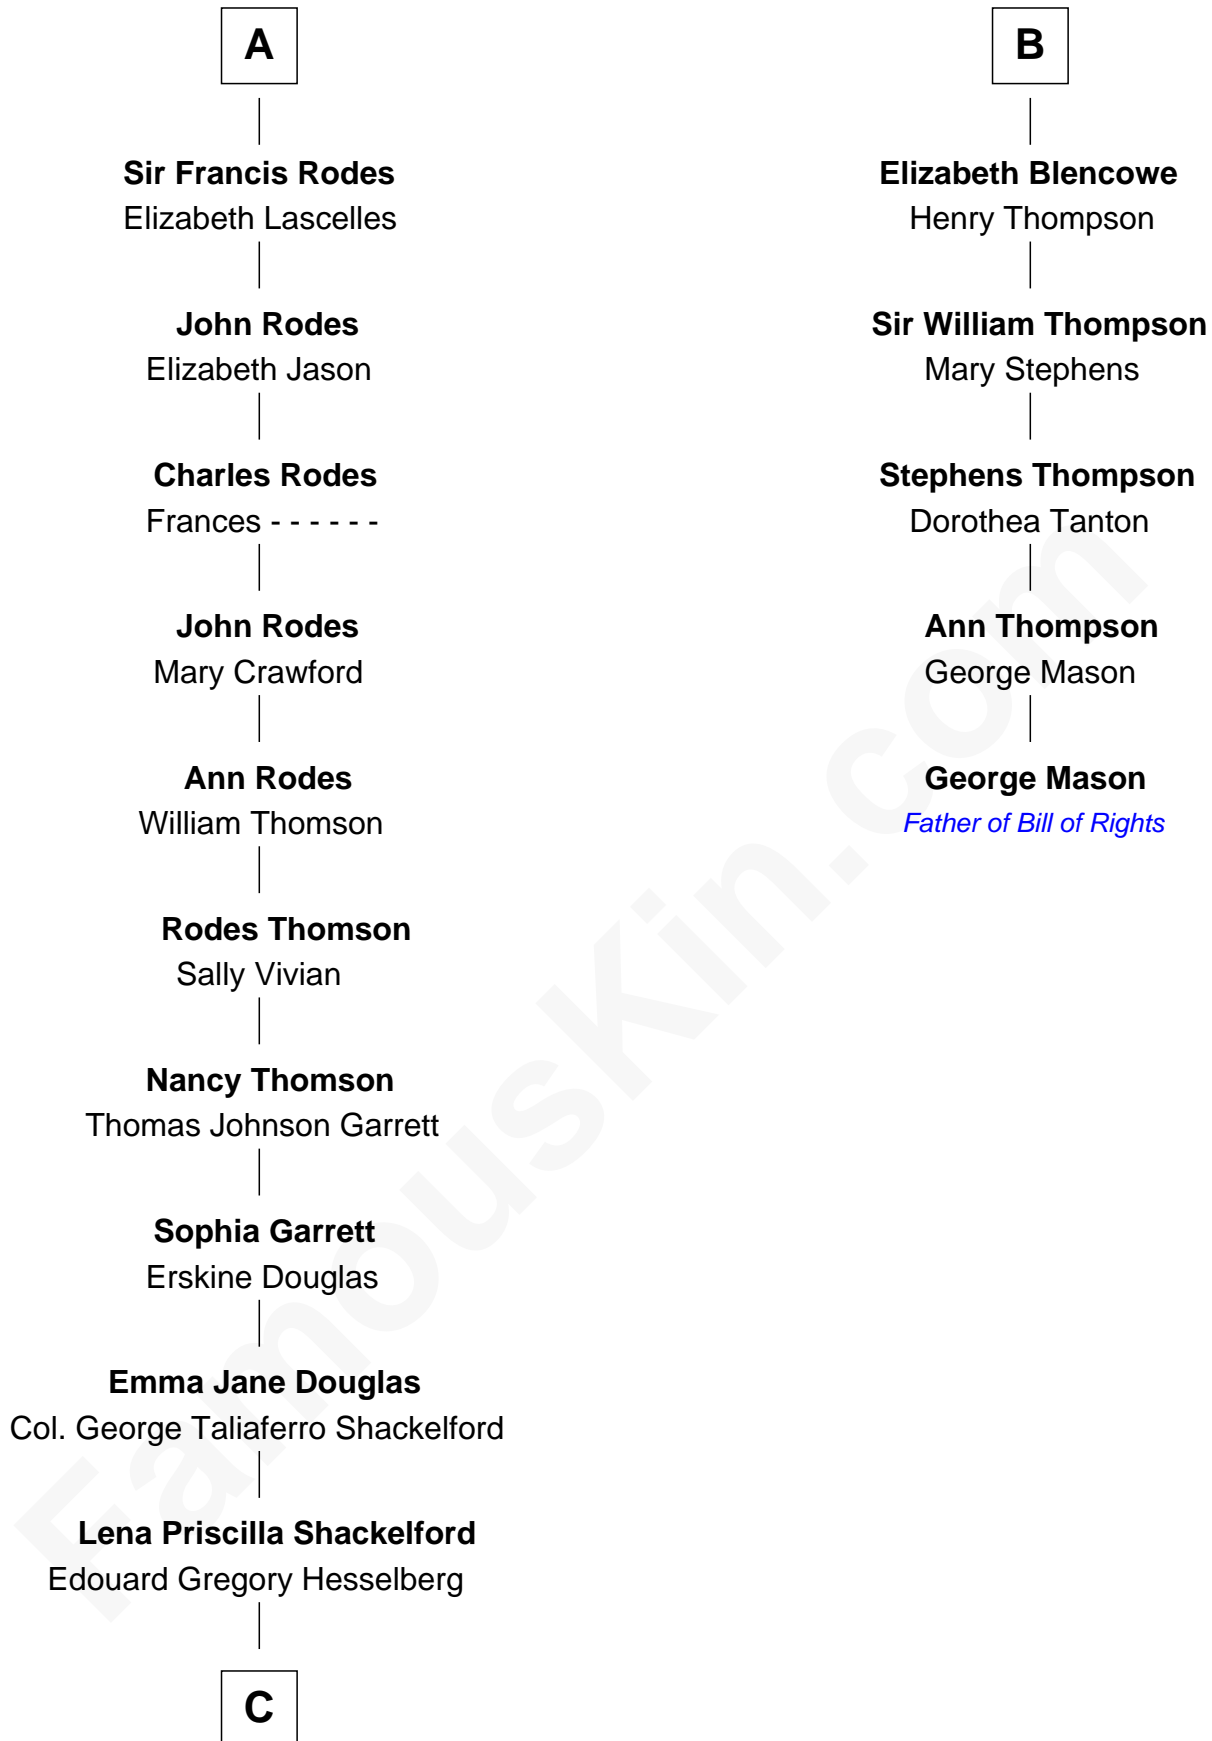 A
Sir Francis Rodes
Elizabeth Lascelles
John Rodes
Elizabeth Jason
Charles Rodes
Frances - - - - - -
John Rodes
Mary Crawford
Ann Rodes
William Thomson
Rodes Thomson
Sally Vivian
Nancy Thomson
Thomas Johnson Garrett
Sophia Garrett
Erskine Douglas
Emma Jane Douglas
Col. George Taliaferro Shackelford
Lena Priscilla Shackelford
Edouard Gregory Hesselberg
C
B
Elizabeth Blencowe
Henry Thompson
Sir William Thompson
Mary Stephens
Stephens Thompson
Dorothea Tanton
Ann Thompson
George Mason
George Mason
Father of Bill of Rights
FamousKin.com